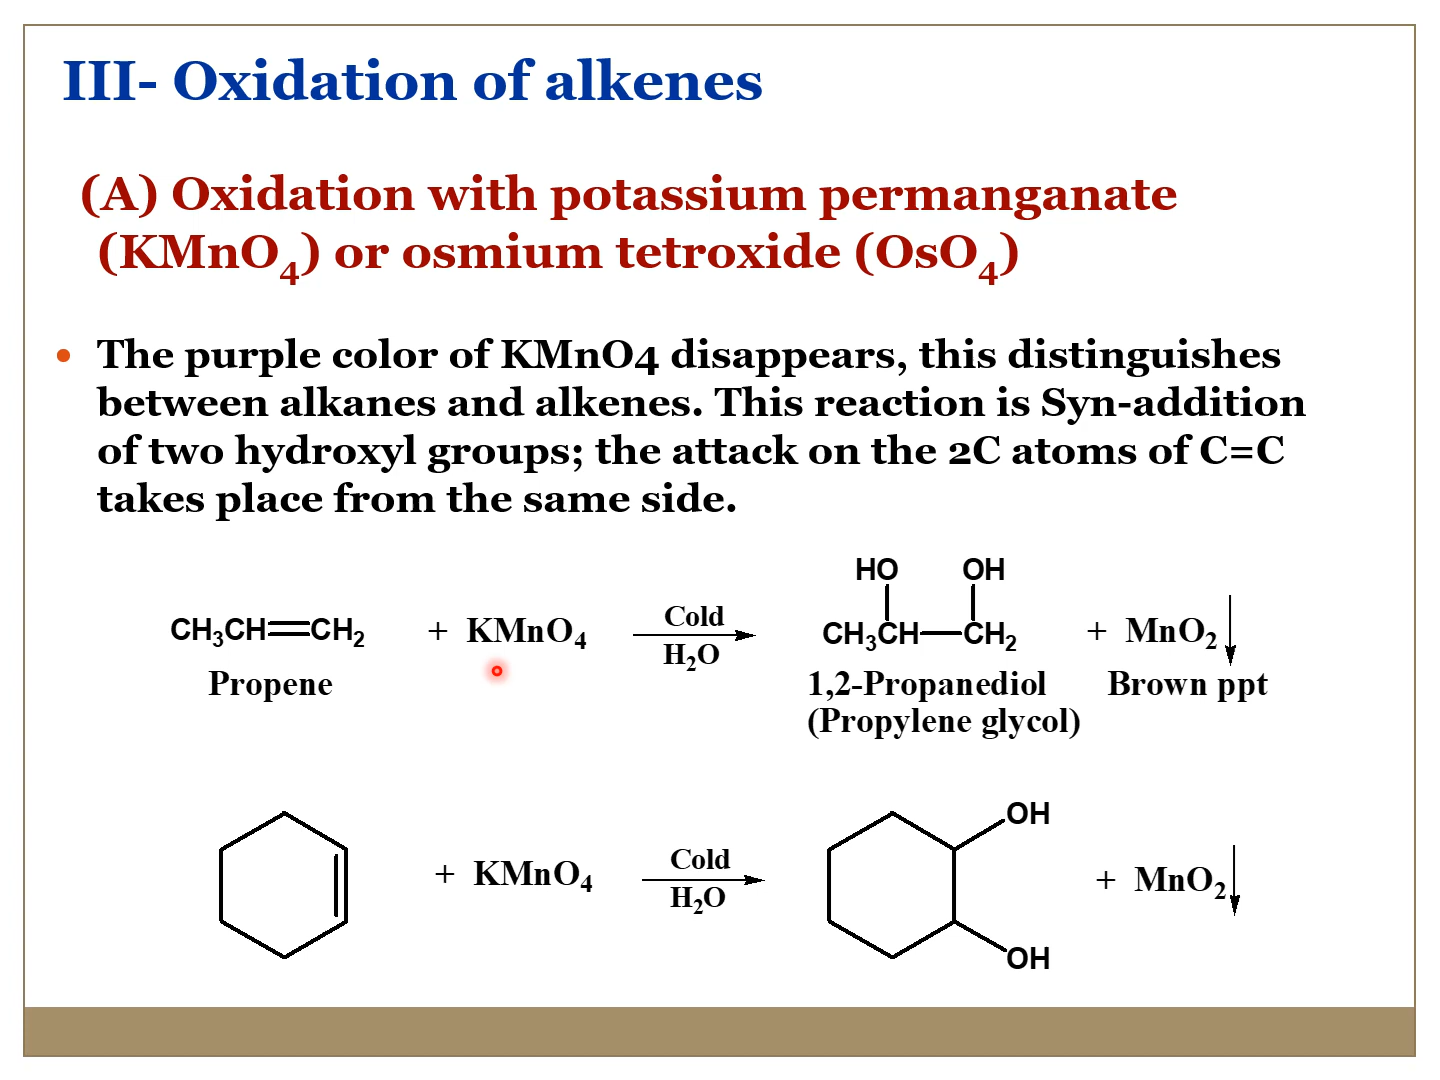 III- Oxidation of alkenes
(A) Oxidation with potassium permanganate
(KMnO₄) or osmium tetroxide (OsO₄)
• The purple color of KMnO4 disappears, this distinguishes
between alkanes and alkenes. This reaction is Syn-addition
of two hydroxyl groups; the attack on the 2C atoms of C=C
takes place from the same side.
HO OH
CH₃CH=CH₂ + KMnO₄ Cold CH₃CH—CH₂ + MnO₂
H₂O
Propene 1,2-Propanediol Brown ppt
(Propylene glycol)
OH
+ KMnO₄ Cold + MnO₂
H₂O
OH